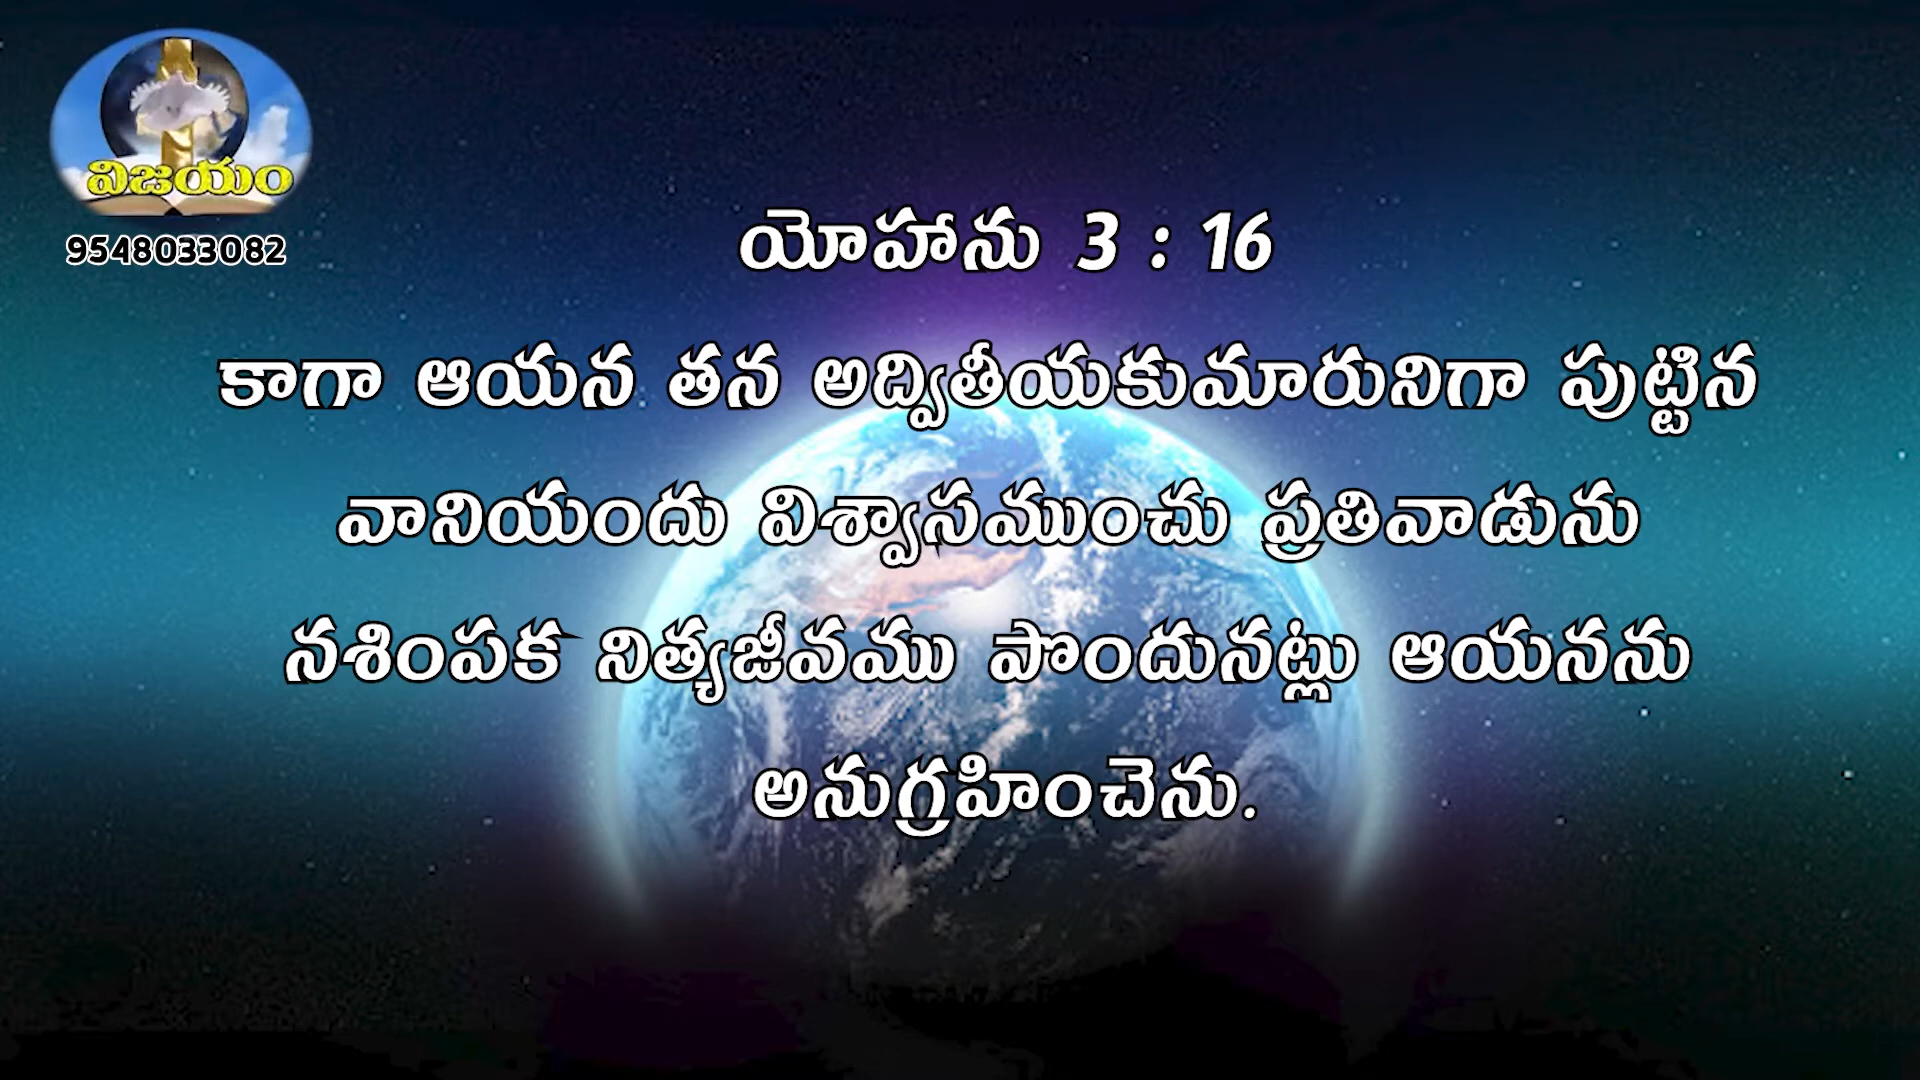 విజయం
9548033082
యోహాను 3 : 16
కాగా ఆయన తన అద్వితీయకుమారునిగా పుట్టిన
వానియందు విశ్వాసముంచు ప్రతివాడును
నశింపక నిత్యజీవము పొందునట్లు ఆయనను
అనుగ్రహించెను.